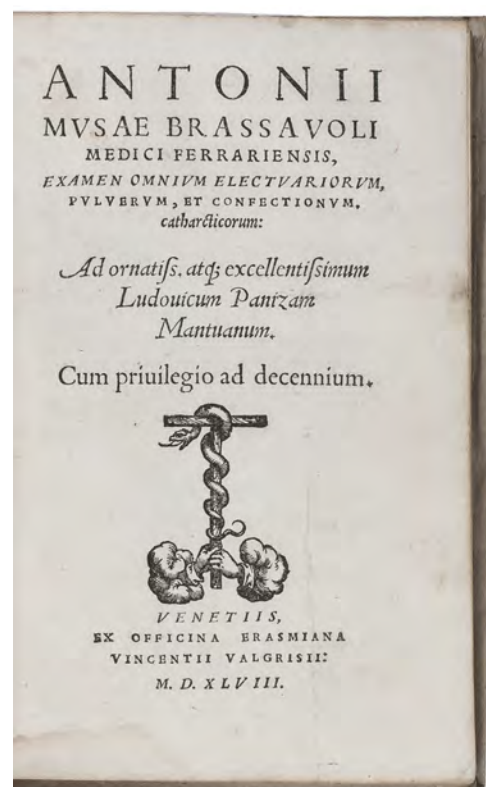 ANTONII
MVSAE BRASSAVOLI
MEDICI FERRARIENSIS,
EXAMEN OMNIVM ELECTVARIORVM,
PVLVERVM, ET CONFECTIONVM.
catharcticorum:
Ad ornatiſs. atq; excellentiſsimum
Ludouicum Panizam
Mantuanum.
Cum priuilegio ad decennium.
VENETIIS,
EX OFFICINA ERASMIANA
VINCENTII VALGRISII:
M. D. XLVIII.